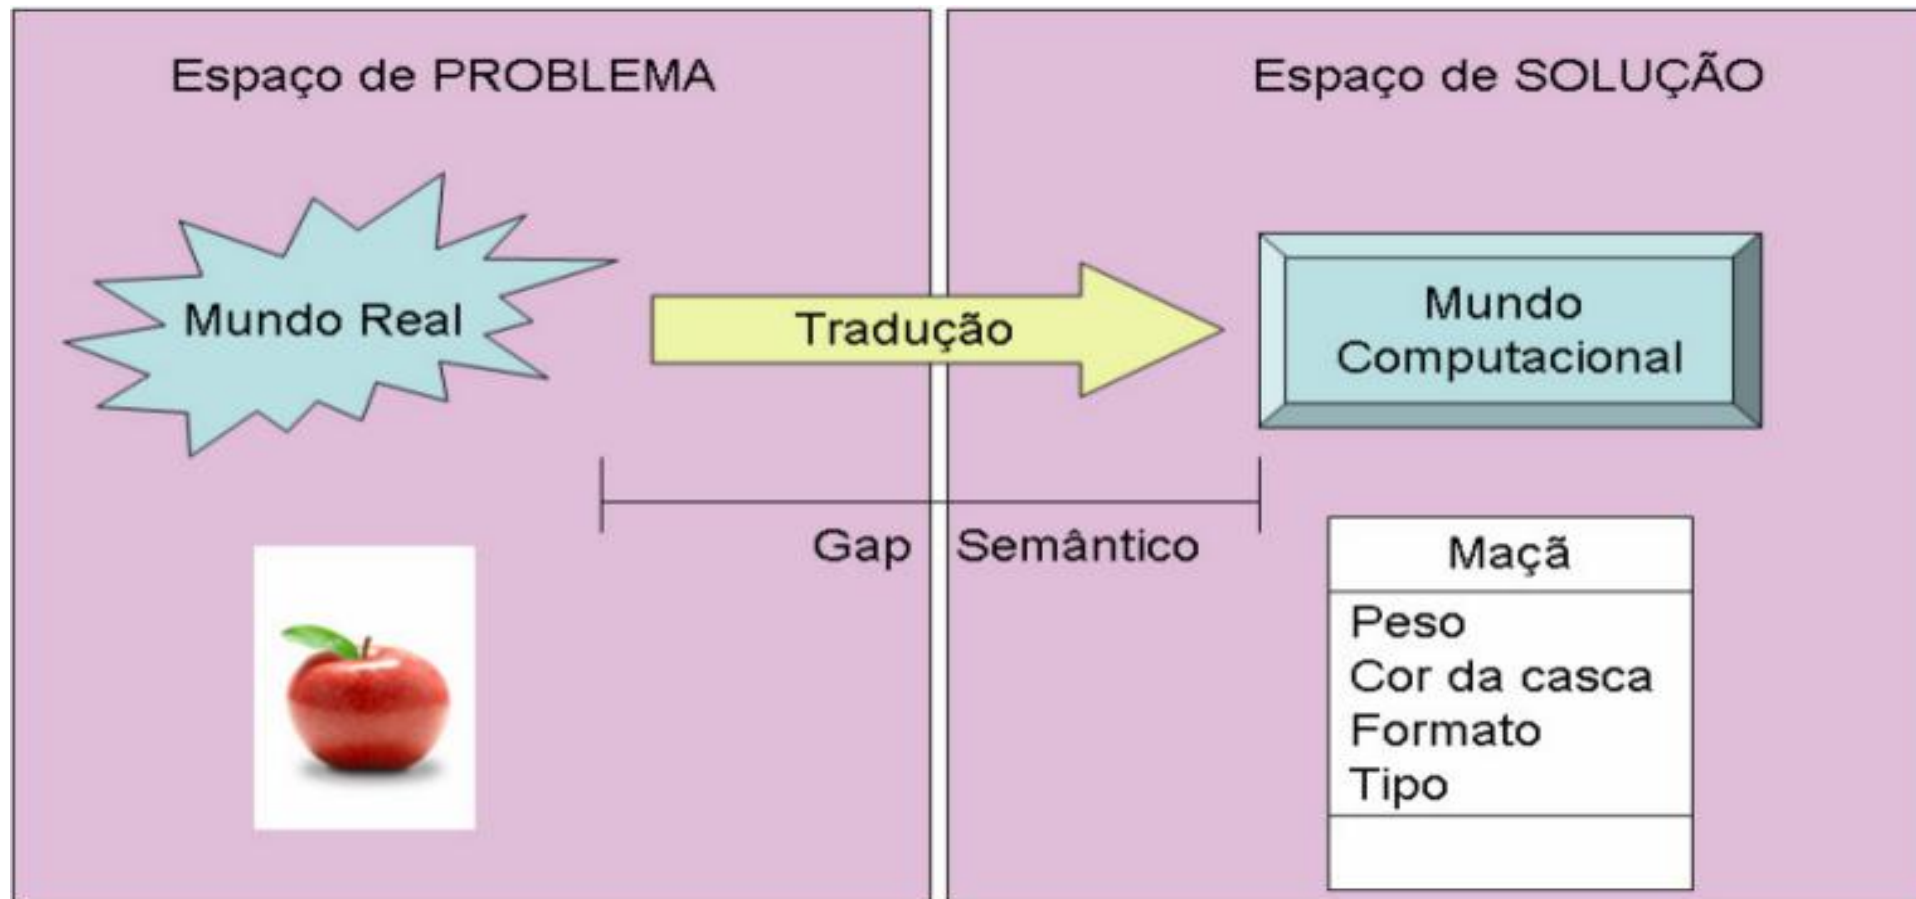 Espaço de PROBLEMA
Espaço de SOLUÇÃO
Mundo Real
Tradução
Mundo
Computacional
Gap Semântico
Maçã
Peso
Cor da casca
Formato
Tipo